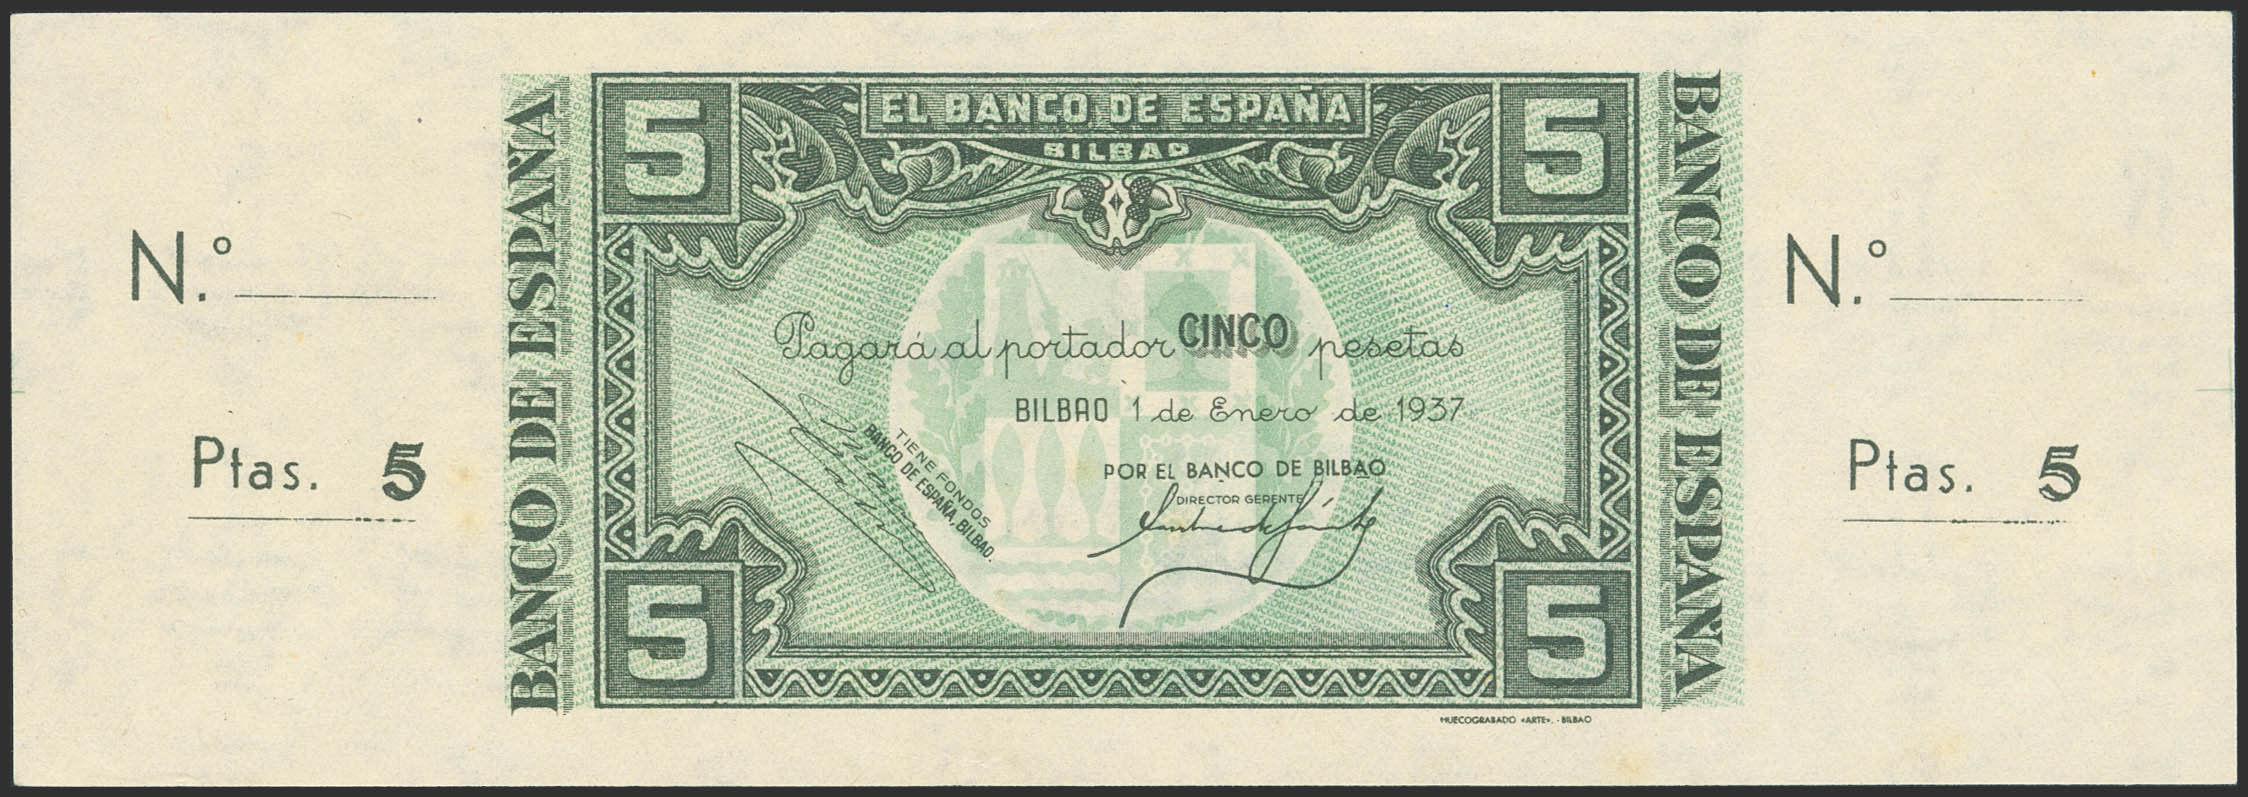 5 EL BANCO DE ESPAÑA 5
BILBAO
BANCO DE ESPAÑA
BANCO DE ESPAÑA
N.º
N.º
Pagará al portador CINCO pesetas
BILBAO 1 de Enero de 1937
Ptas. 5
Ptas. 5
TIENE FONDOS
BANCO DE ESPAÑA, BILBAO.
POR EL BANCO DE BILBAO
DIRECTOR GERENTE
5 5
HUECOGRABADO «ARTE». - BILBAO